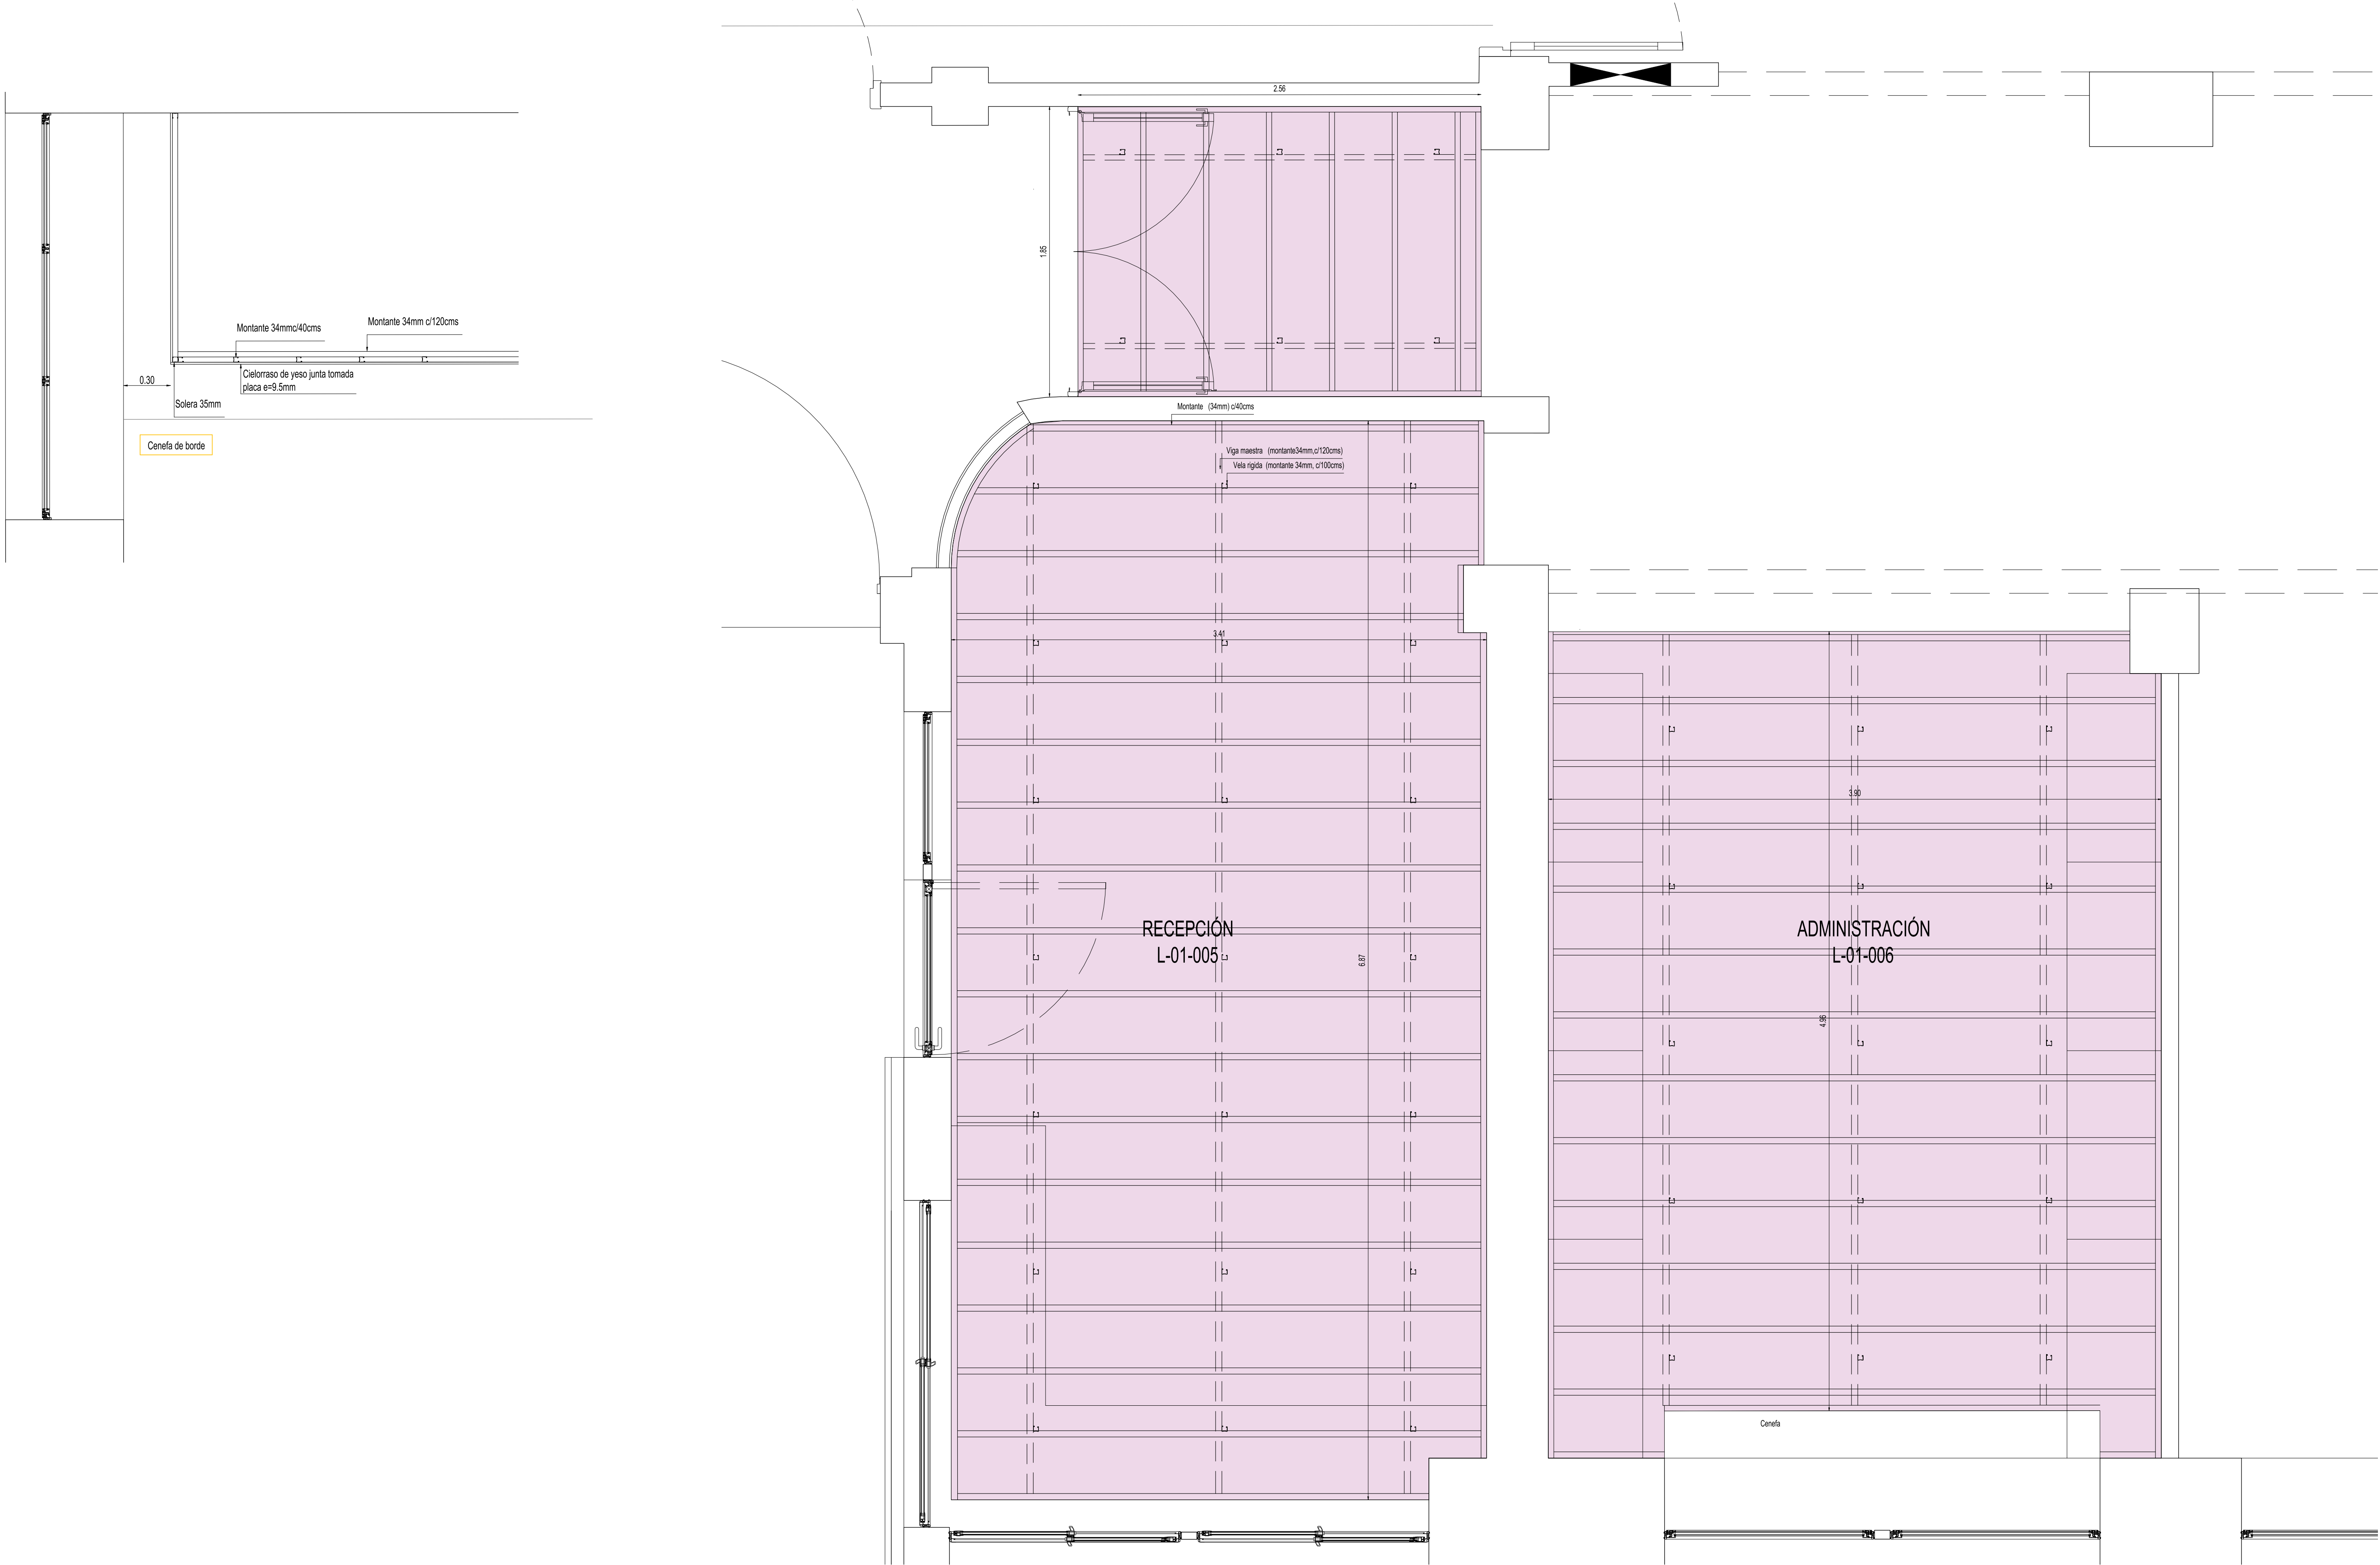 2.56
1.85
Montante 34mmc/40cms
Montante 34mm c/120cms
0.30
Cielorraso de yeso junta tomada
placa e=9.5mm
Solera 35mm
Cenefa de borde
Montante (34mm) c/40cms
Viga maestra (montante34mm,c/120cms)
Vela rigida (montante 34mm, c/100cms)
3.41
3.90
RECEPCIÓN
L-01-005
6.87
ADMINISTRACIÓN
L-01-006
4.96
Cenefa